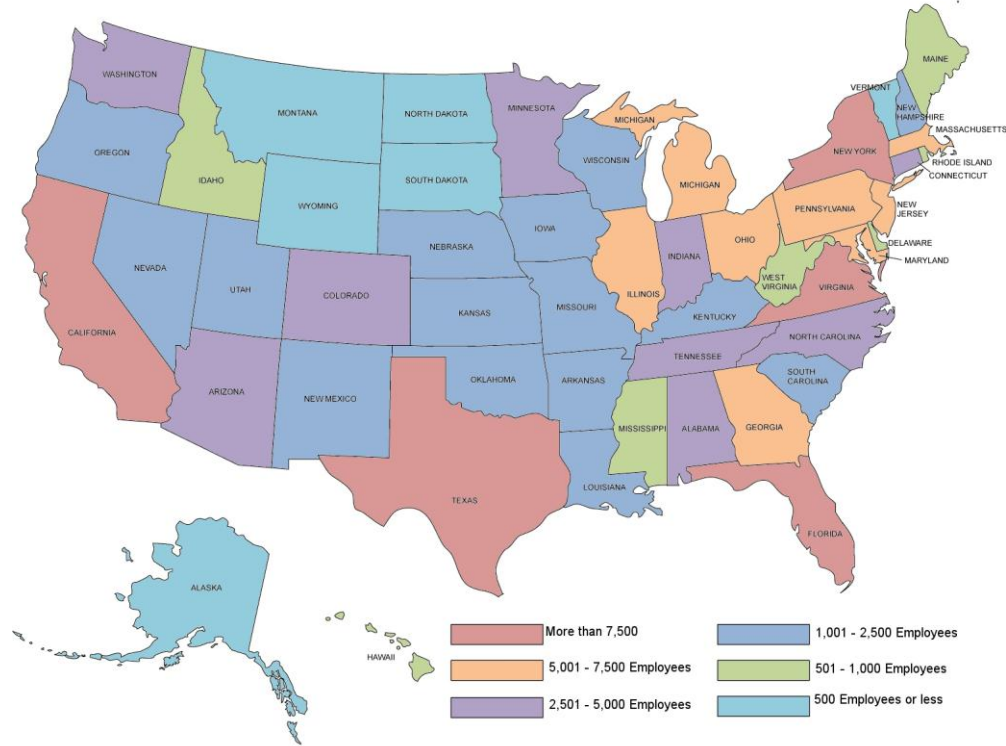 MAINE
WASHINGTON
VERMONT
MONTANA
NORTH DAKOTA
MINNESOTA
NEW
HAMPSHIRE
MICHIGAN
MASSACHUSETTS
OREGON
WISCONSIN
NEW YORK
RHODE ISLAND
CONNECTICUT
IDAHO
SOUTH DAKOTA
MICHIGAN
WYOMING
PENNSYLVANIA
NEW
JERSEY
IOWA
OHIO
DELAWARE
MARYLAND
NEBRASKA
INDIANA
NEVADA
UTAH
COLORADO
ILLINOIS
WEST
VIRGINIA
VIRGINIA
KANSAS
MISSOURI
KENTUCKY
CALIFORNIA
NORTH CAROLINA
TENNESSEE
ARIZONA
NEW MEXICO
OKLAHOMA
ARKANSAS
SOUTH
CAROLINA
MISSISSIPPI
ALABAMA
GEORGIA
LOUISIANA
TEXAS
FLORIDA
ALASKA
HAWAII
More than 7,500
5,001 - 7,500 Employees
2,501 - 5,000 Employees
1,001 - 2,500 Employees
501 - 1,000 Employees
500 Employees or less